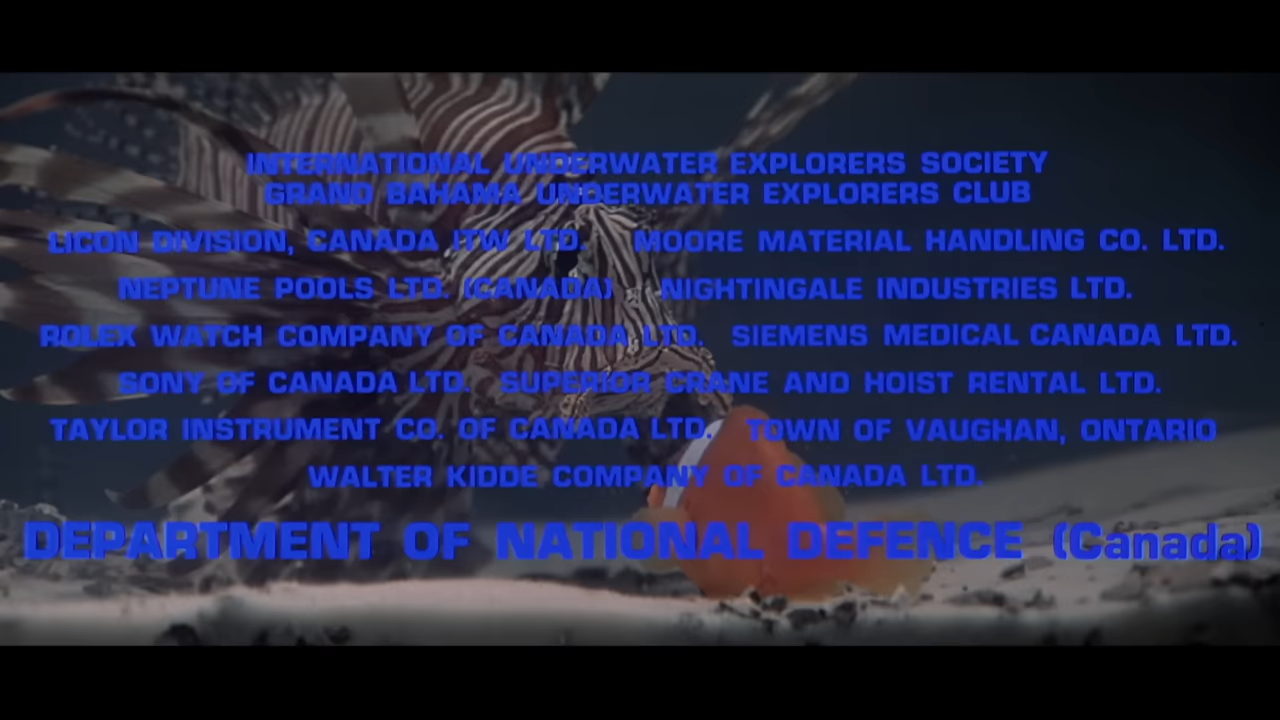 INTERNATIONAL UNDERWATER EXPLORERS SOCIETY
GRAND BAHAMA UNDERWATER EXPLORERS CLUB
LICON DIVISION, CANADA ITW LTD. MOORE MATERIAL HANDLING CO. LTD.
NEPTUNE POOLS LTD. (CANADA) NIGHTINGALE INDUSTRIES LTD.
ROLEX WATCH COMPANY OF CANADA LTD. SIEMENS MEDICAL CANADA LTD.
SONY OF CANADA LTD. SUPERIOR CRANE AND HOIST RENTAL LTD.
TAYLOR INSTRUMENT CO. OF CANADA LTD. TOWN OF VAUGHAN, ONTARIO
WALTER KIDDE COMPANY OF CANADA LTD.
DEPARTMENT OF NATIONAL DEFENCE (Canada)